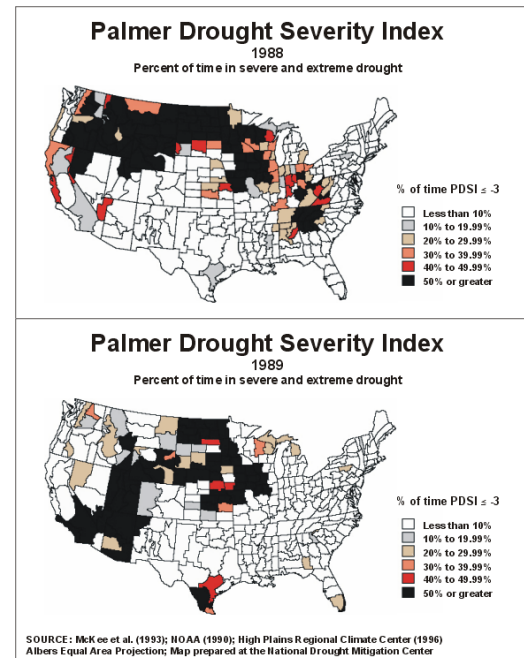 Palmer Drought Severity Index
1988
Percent of time in severe and extreme drought
% of time PDSI ≤ -3
Less than 10%
10% to 19.99%
20% to 29.99%
30% to 39.99%
40% to 49.99%
50% or greater
Palmer Drought Severity Index
1989
Percent of time in severe and extreme drought
% of time PDSI ≤ -3
Less than 10%
10% to 19.99%
20% to 29.99%
30% to 39.99%
40% to 49.99%
50% or greater
SOURCE: McKee et al. (1993); NOAA (1990); High Plains Regional Climate Center (1996)
Albers Equal Area Projection; Map prepared at the National Drought Mitigation Center